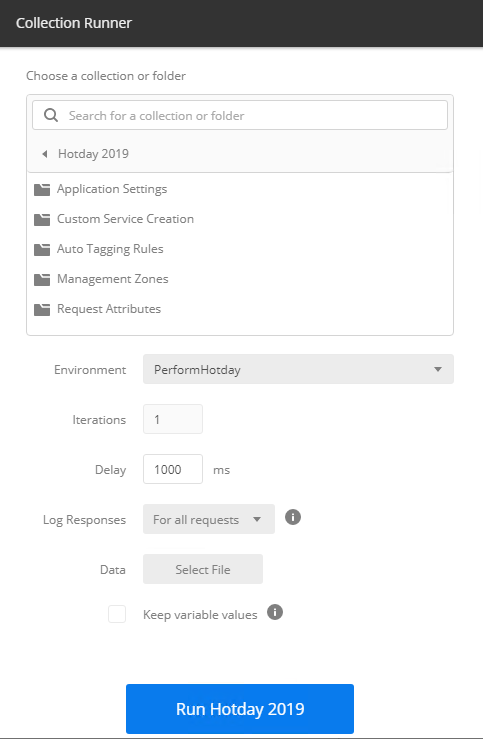 Collection Runner
Choose a collection or folder
Search for a collection or folder
Hotday 2019
Application Settings
Custom Service Creation
Auto Tagging Rules
Management Zones
Request Attributes
Environment PerformHotday
Iterations 1
Delay 1000 ms
Log Responses For all requests
Data Select File
Keep variable values
Run Hotday 2019